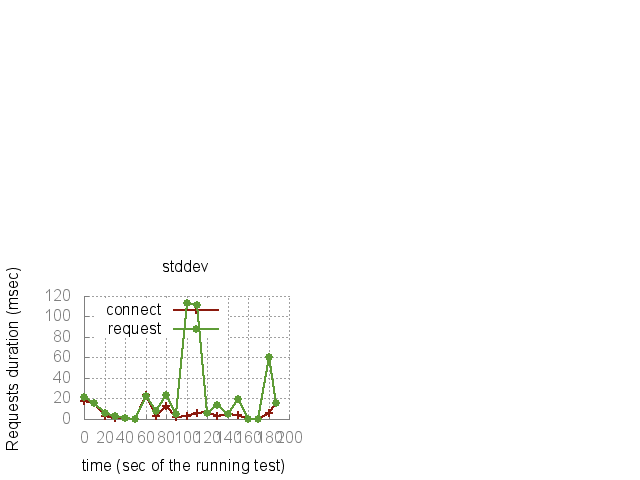 stddev
Requests duration (msec)
120
100
80
60
40
20
0
connect
request
0 20 40 60 80 100 120 140 160 180 200
time (sec of the running test)